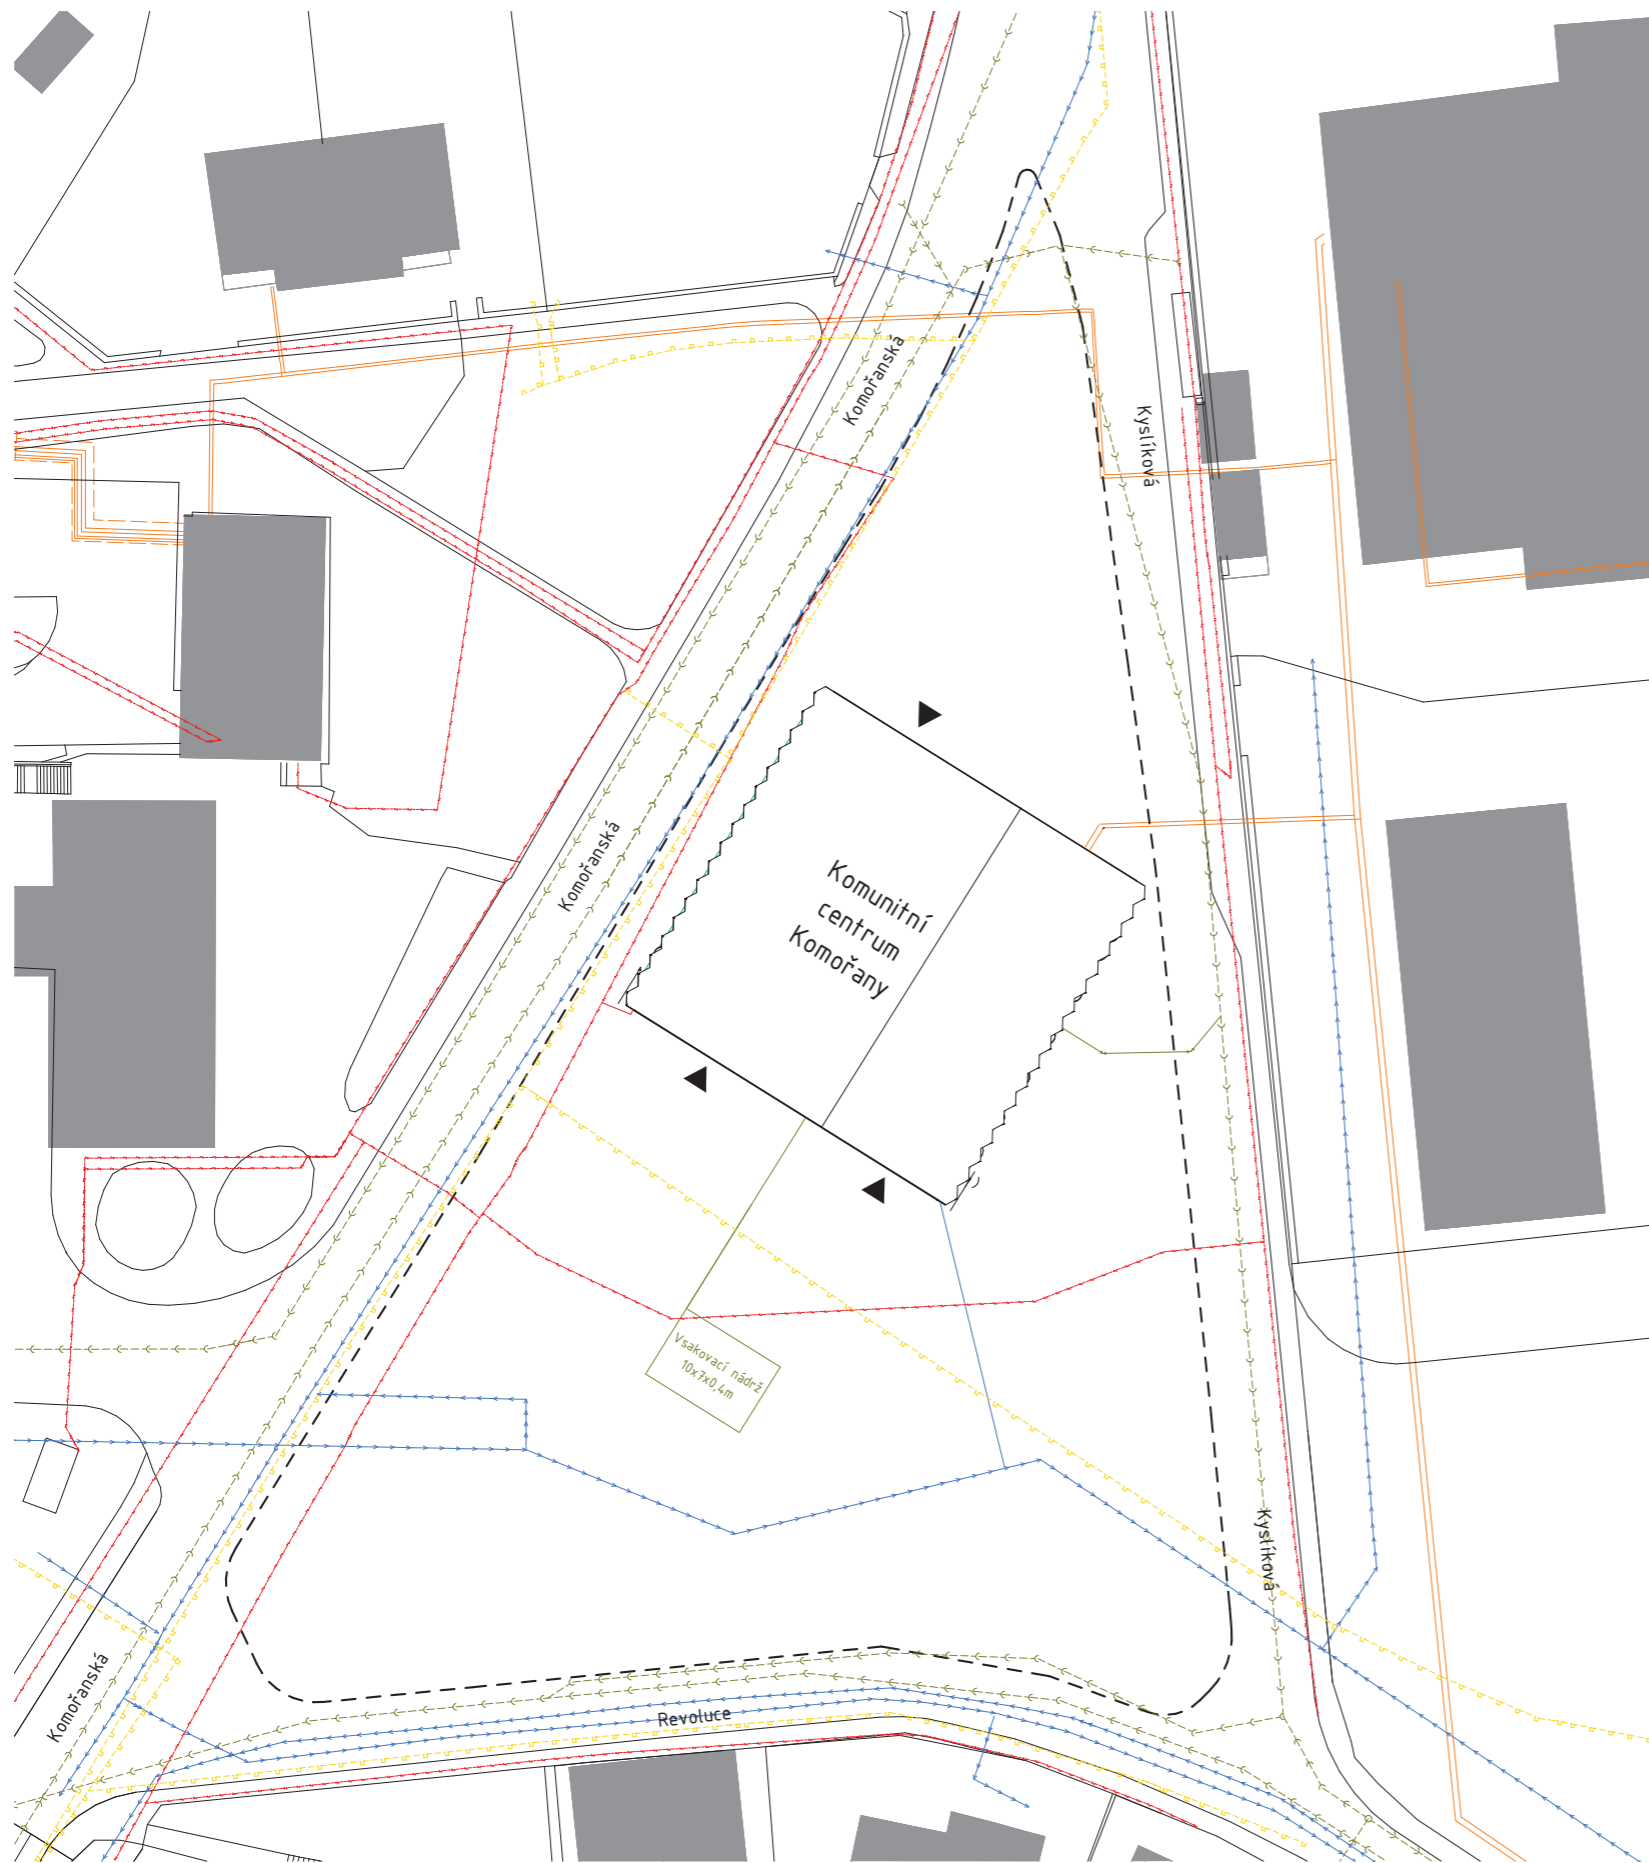 Komořanská
Kyslíková
Komořanská
Komunitní
centrum
Komořany
Vsakovací nádrž
10x7x0,4m
Kyslíková
Komořanská
Revoluce